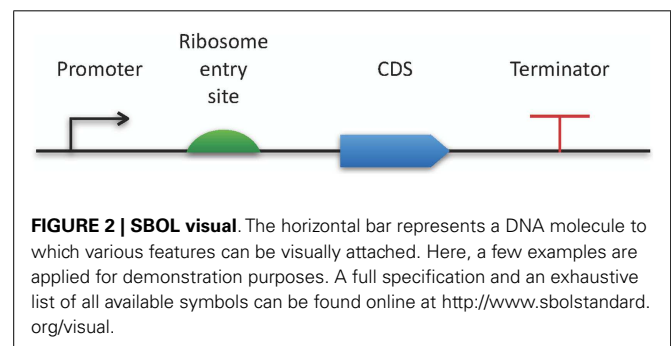 Promoter
Ribosome
entry
site
CDS
Terminator
FIGURE 2 | SBOL visual. The horizontal bar represents a DNA molecule to
which various features can be visually attached. Here, a few examples are
applied for demonstration purposes. A full specification and an exhaustive
list of all available symbols can be found online at http://www.sbolstandard.
org/visual.